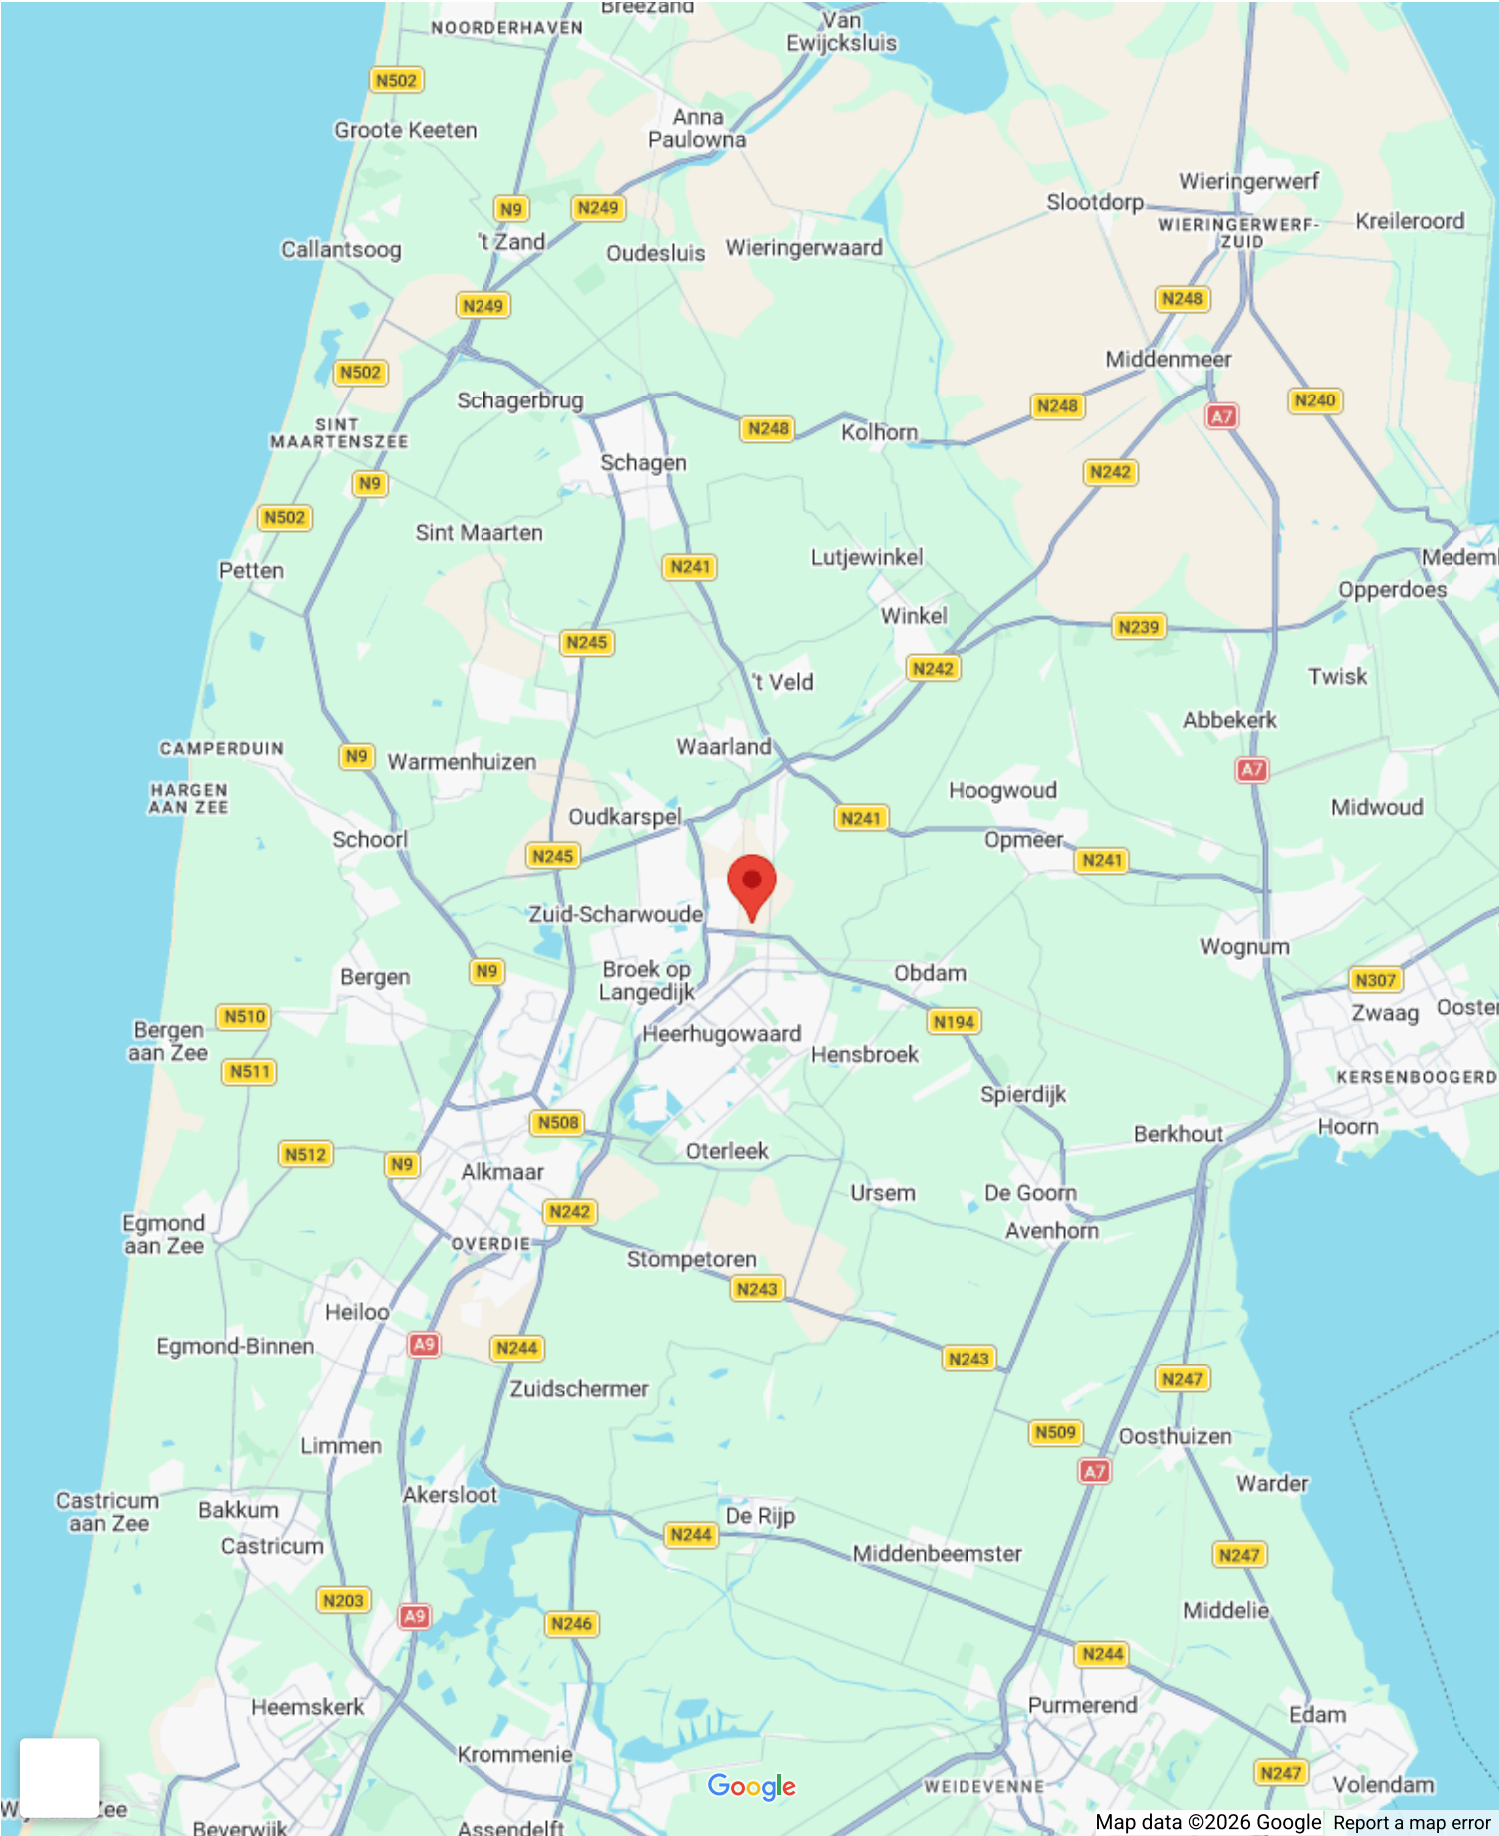 Breezand
NOORDERHAVEN
Van
Ewijcksluis
N502
Groote Keeten
Anna
Paulowna
Wieringerwerf
Slootdorp
N9
N249
WIERINGERWERF-
ZUID
Kreileroord
't Zand
Callantsoog
Oudesluis
Wieringerwaard
N249
N248
Middenmeer
N502
Schagerbrug
N248
N240
A7
SINT
MAARTENSZEE
N248
Kolhorn
Schagen
N242
N9
N502
Sint Maarten
Petten
N241
Lutjewinkel
Opperdoes
Winkel
N239
N245
N242
't Veld
Twisk
Abbekerk
CAMPERDUIN
N9
Warmenhuizen
Waarland
A7
HARGEN
AAN ZEE
Hoogwoud
Midwoud
Oudkarspel
N241
Schoorl
Opmeer
N245
N241
Zuid-Scharwoude
Wognum
N9
Bergen
Broek op
Langedijk
Obdam
N307
Zwaag
N510
Bergen
aan Zee
N194
Heerhugowaard
Hensbroek
N511
KERSENBOOGERD
Spierdijk
N508
Hoorn
Berkhout
N512
N9
Alkmaar
Oterleek
Ursem
De Goorn
N242
Egmond
aan Zee
Avenhorn
OVERDIE
Stompetoren
N243
Heiloo
Egmond-Binnen
A9
N244
N243
N247
Zuidschermer
Limmen
N509
Oosthuizen
A7
Warder
Castricum
aan Zee
Bakkum
Akersloot
De Rijp
Castricum
N244
Middenbeemster
N247
N203
A9
N246
Middelie
N244
Heemskerk
Purmerend
Edam
Krommenie
N247
Google
WEIDEVENNE
Volendam
Beverwijk
Assendelft
Map data ©2026 Google
Report a map error